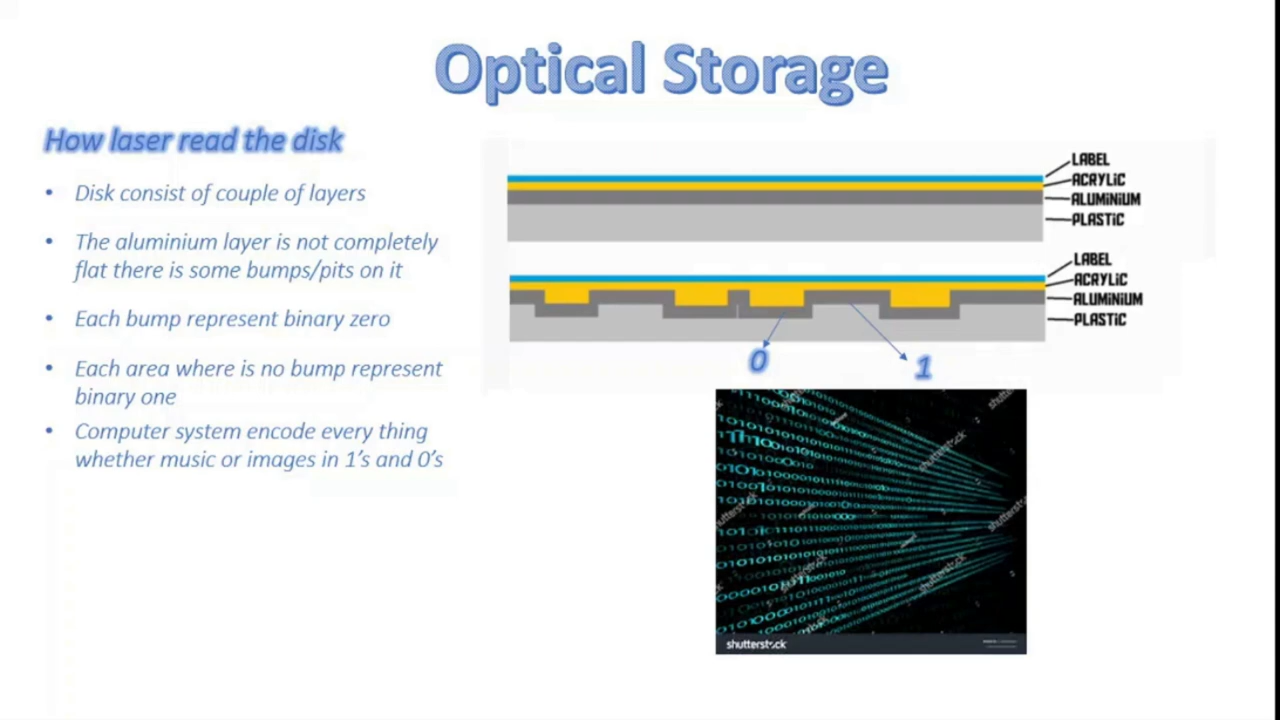 Optical Storage
How laser read the disk
• Disk consist of couple of layers
• The aluminium layer is not completely
flat there is some bumps/pits on it
• Each bump represent binary zero
• Each area where is no bump represent
binary one
• Computer system encode every thing
whether music or images in 1's and 0's
LABEL
ACRYLIC
ALUMINIUM
PLASTIC
LABEL
ACRYLIC
ALUMINIUM
PLASTIC
0
1
shutterstock